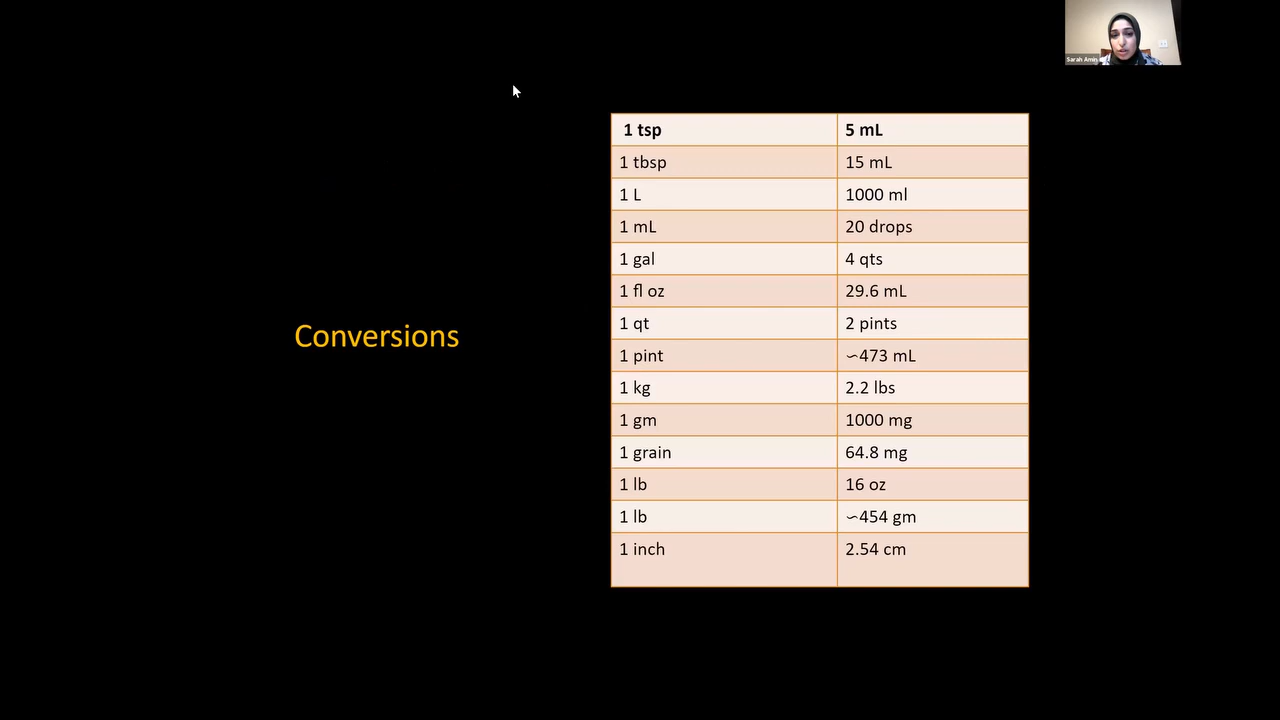 Sarah Amin
1 tsp 5 mL
1 tbsp 15 mL
1 L 1000 ml
1 mL 20 drops
1 gal 4 qts
1 fl oz 29.6 mL
Conversions
1 qt 2 pints
1 pint ∽473 mL
1 kg 2.2 lbs
1 gm 1000 mg
1 grain 64.8 mg
1 lb 16 oz
1 lb ∽454 gm
1 inch 2.54 cm